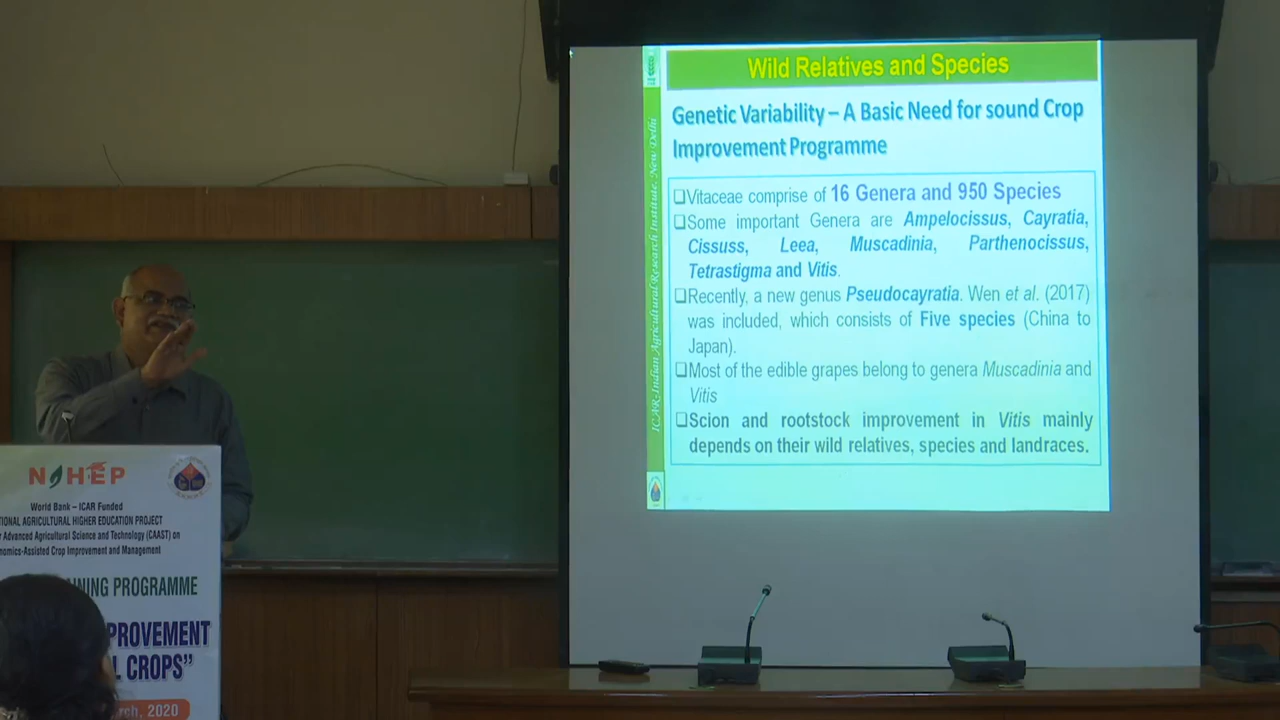 Wild Relatives and Species
Genetic Variability – A Basic Need for sound Crop
Improvement Programme
❑Vitaceae comprise of 16 Genera and 950 Species
❑Some important Genera are Ampelocissus, Cayratia,
Cissuss, Leea, Muscadinia, Parthenocissus,
Tetrastigma and Vitis.
❑Recently, a new genus Pseudocayratia. Wen et al. (2017)
was included, which consists of Five species (China to
Japan).
❑Most of the edible grapes belong to genera Muscadinia and
Vitis
❑Scion and rootstock improvement in Vitis mainly
depends on their wild relatives, species and landraces.
ICAR-Indian Agricultural Research Institute, New Delhi
NAHEP
World Bank – ICAR Funded
IONAL AGRICULTURAL HIGHER EDUCATION PROJECT
r Advanced Agricultural Science and Technology (CAAST) on
nomics-Assisted Crop Improvement and Management
INING PROGRAMME
PROVEMENT
L CROPS”
rch, 2020